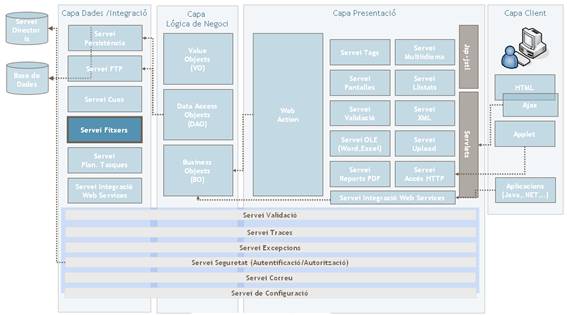 Capa Dades /Integració
Capa
Lògica de Negoci
Capa Presentació
Capa Client
Servei
Directori
is
Base de
Dades
Servei
Persistència
Servei FTP
Servei Cues
Servei Fitxers
Servei
Plan. Tasques
Servei Integració
Web Services
Value
Objects
(VO)
Data Access
Objects
(DAO)
Business
Objects
(BO)
Web
Action
Servei Tags
Servei
Pantalles
Servei
Validació
Servei OLE
(Word,Excel)
Servei
Reports PDF
Servei
Multiidioma
Servei
Llistats
Servei
XML
Servei
Upload
Servei
Accés HTTP
Servei Integració Web Services
Servlets
HTML
Ajax
Applet
Aplicacions
(Java, .NET...)
Servei Validació
Servei Traces
Servei Excepcions
Servei Seguretat (Autentificació/Autorització)
Servei Correu
Servei de Configuració